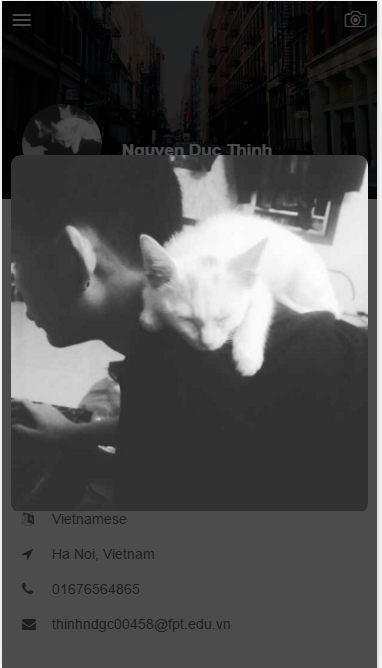 Nguyen Duc Thinh
Vietnamese
Ha Noi, Vietnam
01676564865
thinhndgc00458@fpt.edu.vn